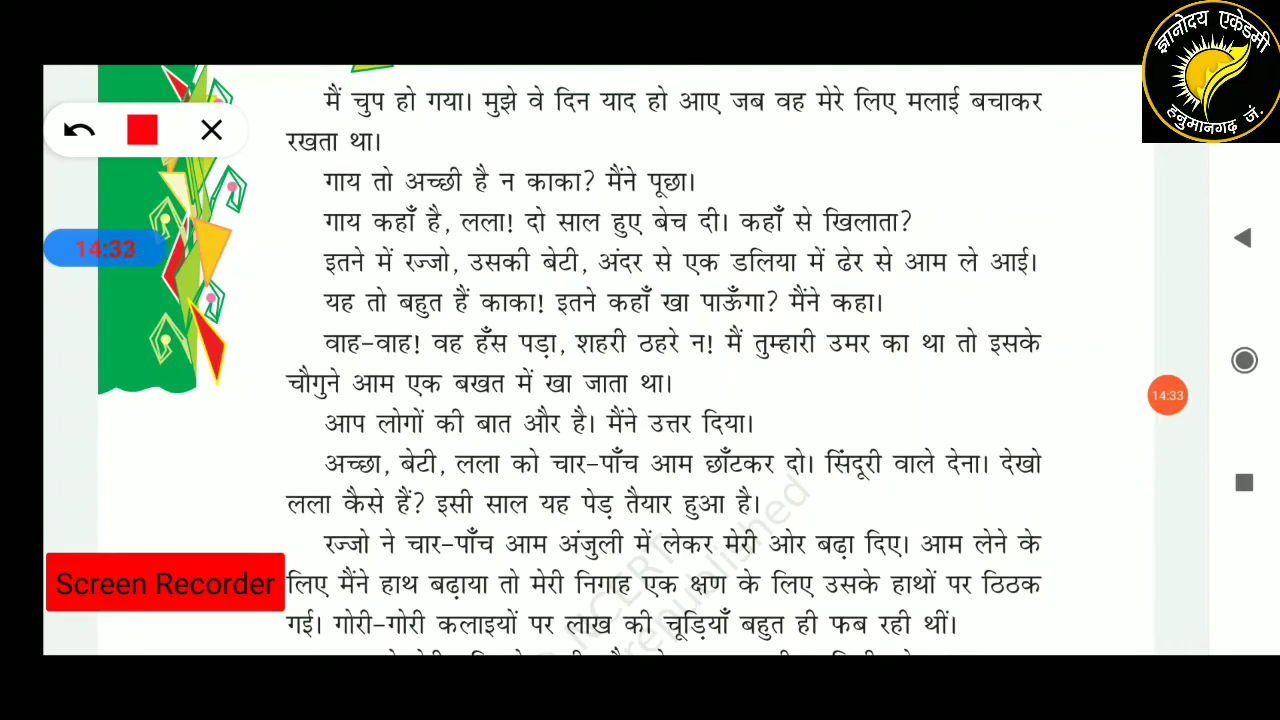 ज्ञानोदय एकेडमी
हनुमानगढ़ जं.
मैं चुप हो गया। मुझे वे दिन याद हो आए जब वह मेरे लिए मलाई बचाकर
रखता था।
गाय तो अच्छी है न काका? मैंने पूछा।
गाय कहाँ है, लला! दो साल हुए बेच दी। कहाँ से खिलाता?
14:33
इतने में रज्जो, उसकी बेटी, अंदर से एक डलिया में ढेर से आम ले आई।
यह तो बहुत हैं काका! इतने कहाँ खा पाऊँगा? मैंने कहा।
वाह-वाह! वह हँस पड़ा, शहरी ठहरे न! मैं तुम्हारी उमर का था तो इसके
चौगुने आम एक बखत में खा जाता था।
14:33
आप लोगों की बात और है। मैंने उत्तर दिया।
अच्छा, बेटी, लला को चार-पाँच आम छाँटकर दो। सिंदूरी वाले देना। देखो
लला कैसे हैं? इसी साल यह पेड़ तैयार हुआ है।
रज्जो ने चार-पाँच आम अंजुली में लेकर मेरी ओर बढ़ा दिए। आम लेने के
Screen Recorder
लिए मैंने हाथ बढ़ाया तो मेरी निगाह एक क्षण के लिए उसके हाथों पर ठिठक
गई। गोरी-गोरी कलाइयों पर लाख की चूड़ियाँ बहुत ही फब रही थीं।
NCERT
republished